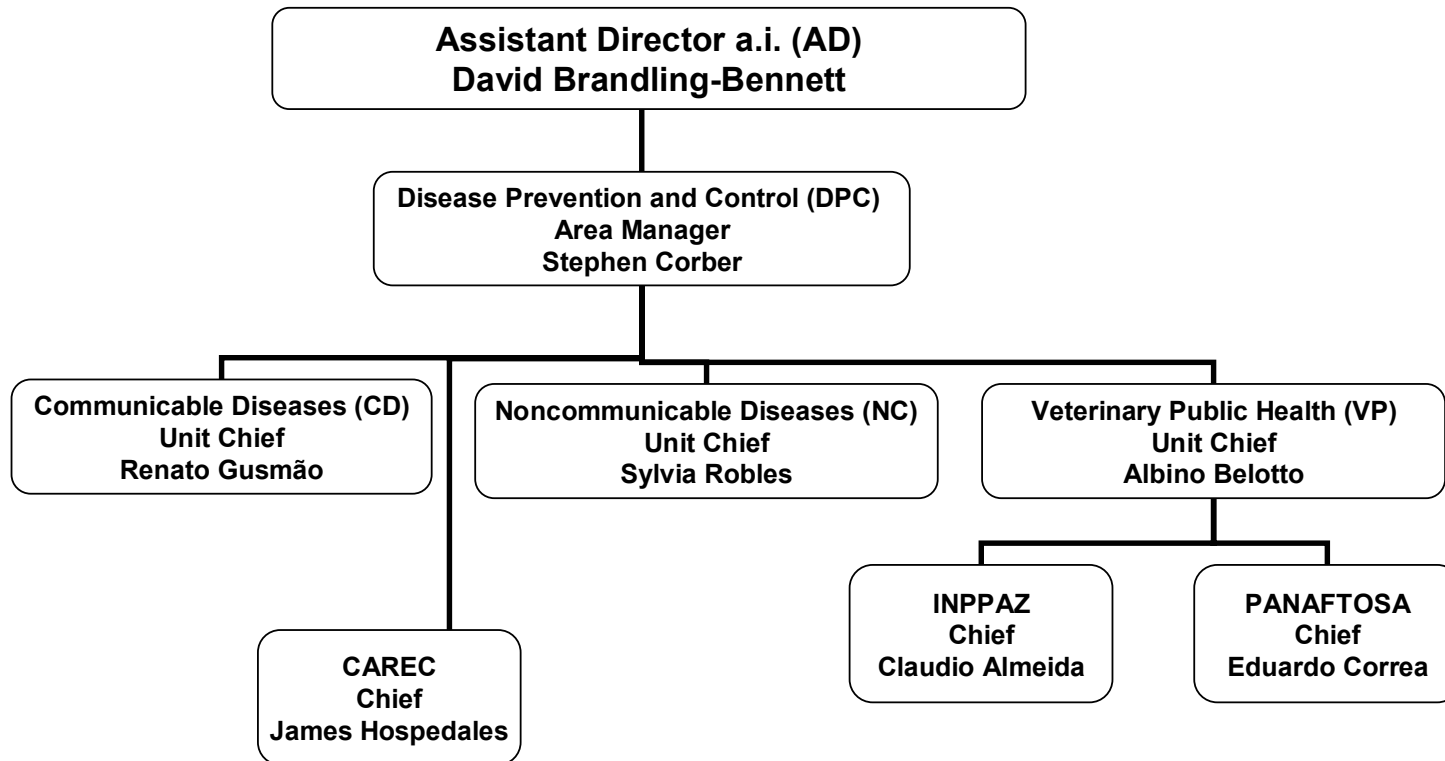 Assistant Director a.i. (AD)
David Brandling-Bennett
Disease Prevention and Control (DPC)
Area Manager
Stephen Corber
Communicable Diseases (CD)
Unit Chief
Renato Gusmão
Noncommunicable Diseases (NC)
Unit Chief
Sylvia Robles
Veterinary Public Health (VP)
Unit Chief
Albino Belotto
CAREC
Chief
James Hospedales
INPPAZ
Chief
Claudio Almeida
PANAFTOSA
Chief
Eduardo Correa